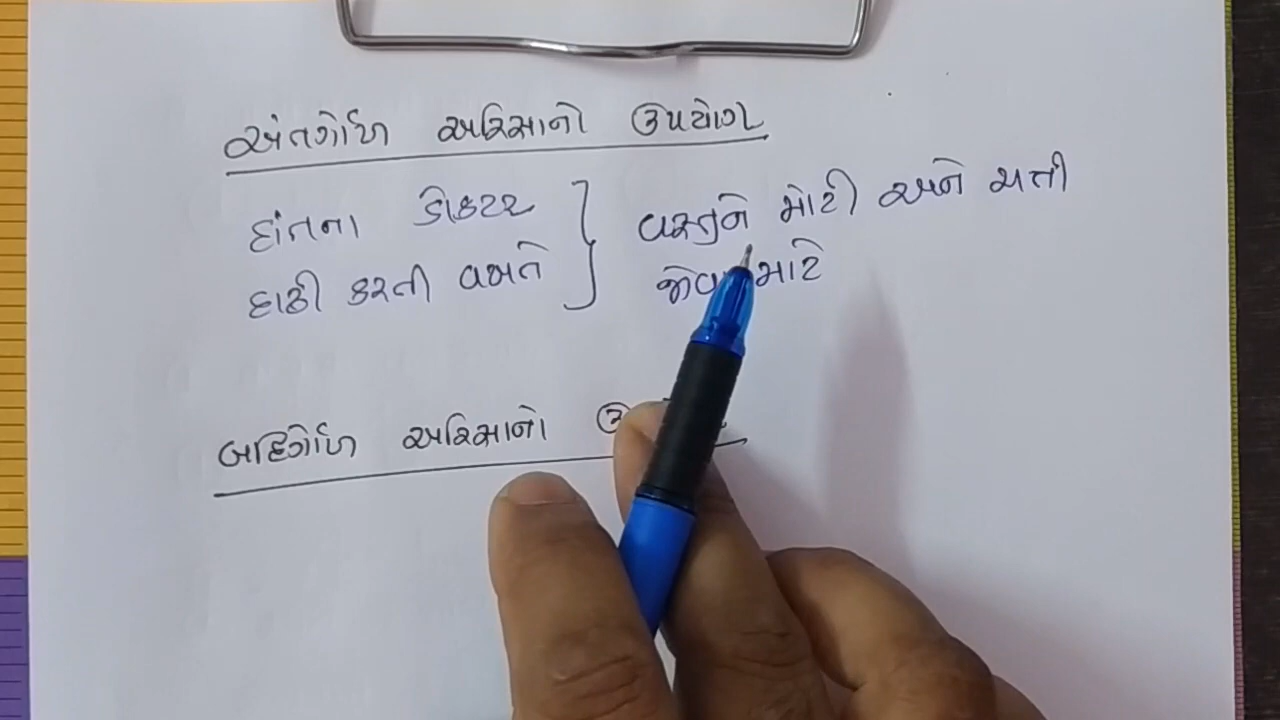 અંતર્ગોળ અરિસાનો ઉપયોગ
દાંતના ડોક્ટર
દાઢી કરતી વખતે
વસ્તુને મોટી અને ચત્તી
માટે
બહિર્ગોળ અરિસાનો